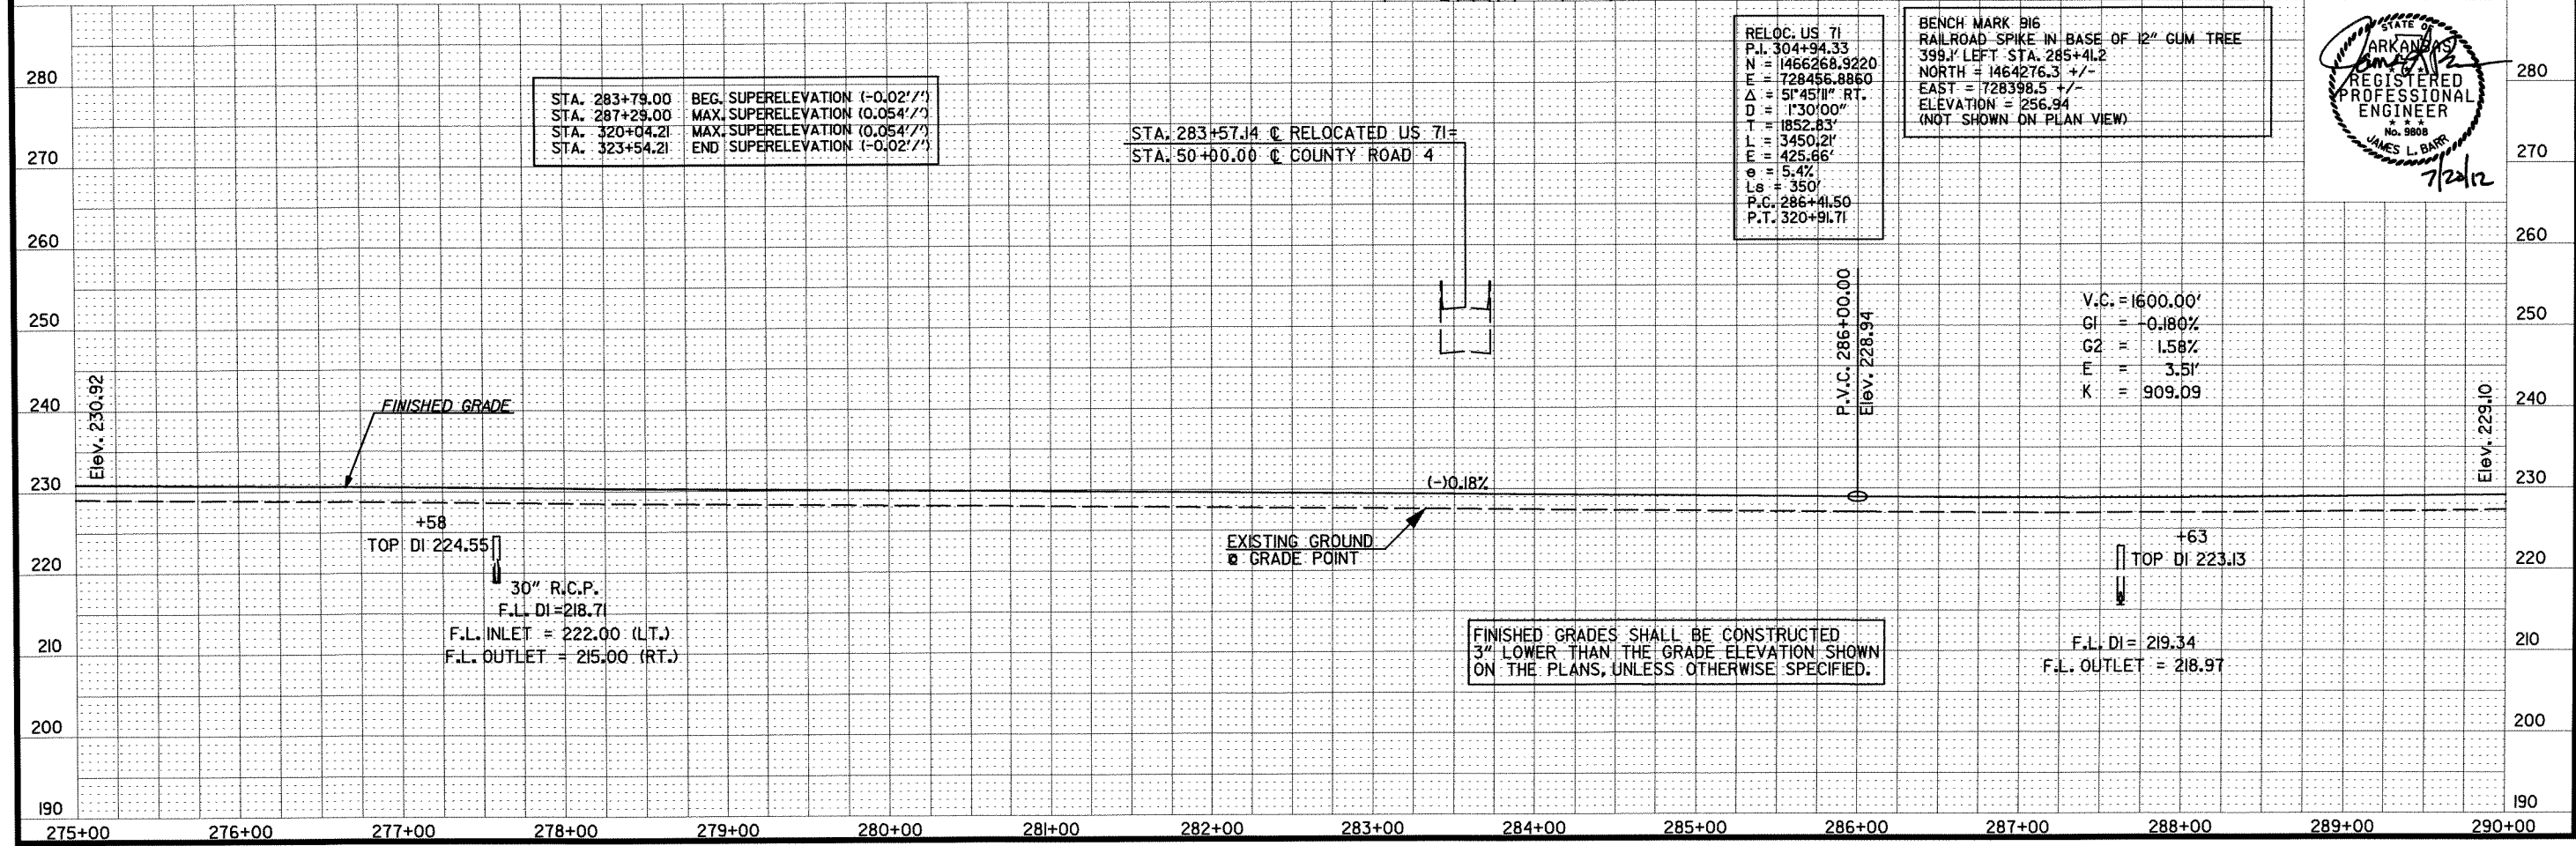 STA. 283+79.00 BEG. SUPERELEVATION (-0.02'/')
STA. 287+29.00 MAX. SUPERELEVATION (0.054'/')
STA. 320+04.21 MAX. SUPERELEVATION (0.054'/')
STA. 323+54.21 END SUPERELEVATION (-0.02'/')
STA. 283+57.14 ℄ RELOCATED US 71=
STA. 50+00.00 ℄ COUNTY ROAD 4
RELOC. US 71
P.I. 304+94.33
N = 1466268.9220
E = 728456.8860
Δ = 51°45'11" RT.
D = 1°30'00"
T = 1852.83'
L = 3450.21'
E = 425.66'
e = 5.4%
Ls = 350'
P.C. 286+41.50
P.T. 320+91.71
BENCH MARK 916
RAILROAD SPIKE IN BASE OF 12" GUM TREE
399.1' LEFT STA. 285+41.2
NORTH = 1464276.3 +/-
EAST = 728398.5 +/-
ELEVATION = 256.94
(NOT SHOWN ON PLAN VIEW)
STATE OF
ARKANSAS
REGISTERED
PROFESSIONAL
ENGINEER
* * *
No. 9808
JAMES L. BARR
7/20/12
280
270
260
250
240
230
220
210
200
190
280
270
260
250
240
230
220
210
200
190
Elev. 230.92
FINISHED GRADE
P.V.C. 286+00.00
Elev. 228.94
V.C. = 1600.00'
G1 = -0.180%
G2 = 1.58%
E = 3.51'
K = 909.09
Elev. 229.10
(-)0.18%
EXISTING GROUND
@ GRADE POINT
+58
TOP DI 224.55
30" R.C.P.
F.L. DI=218.71
F.L. INLET = 222.00 (LT.)
F.L. OUTLET = 215.00 (RT.)
+63
TOP DI 223.13
F.L. DI = 219.34
F.L. OUTLET = 218.97
FINISHED GRADES SHALL BE CONSTRUCTED
3" LOWER THAN THE GRADE ELEVATION SHOWN
ON THE PLANS, UNLESS OTHERWISE SPECIFIED.
275+00 276+00 277+00 278+00 279+00 280+00 281+00 282+00 283+00 284+00 285+00 286+00 287+00 288+00 289+00 290+00